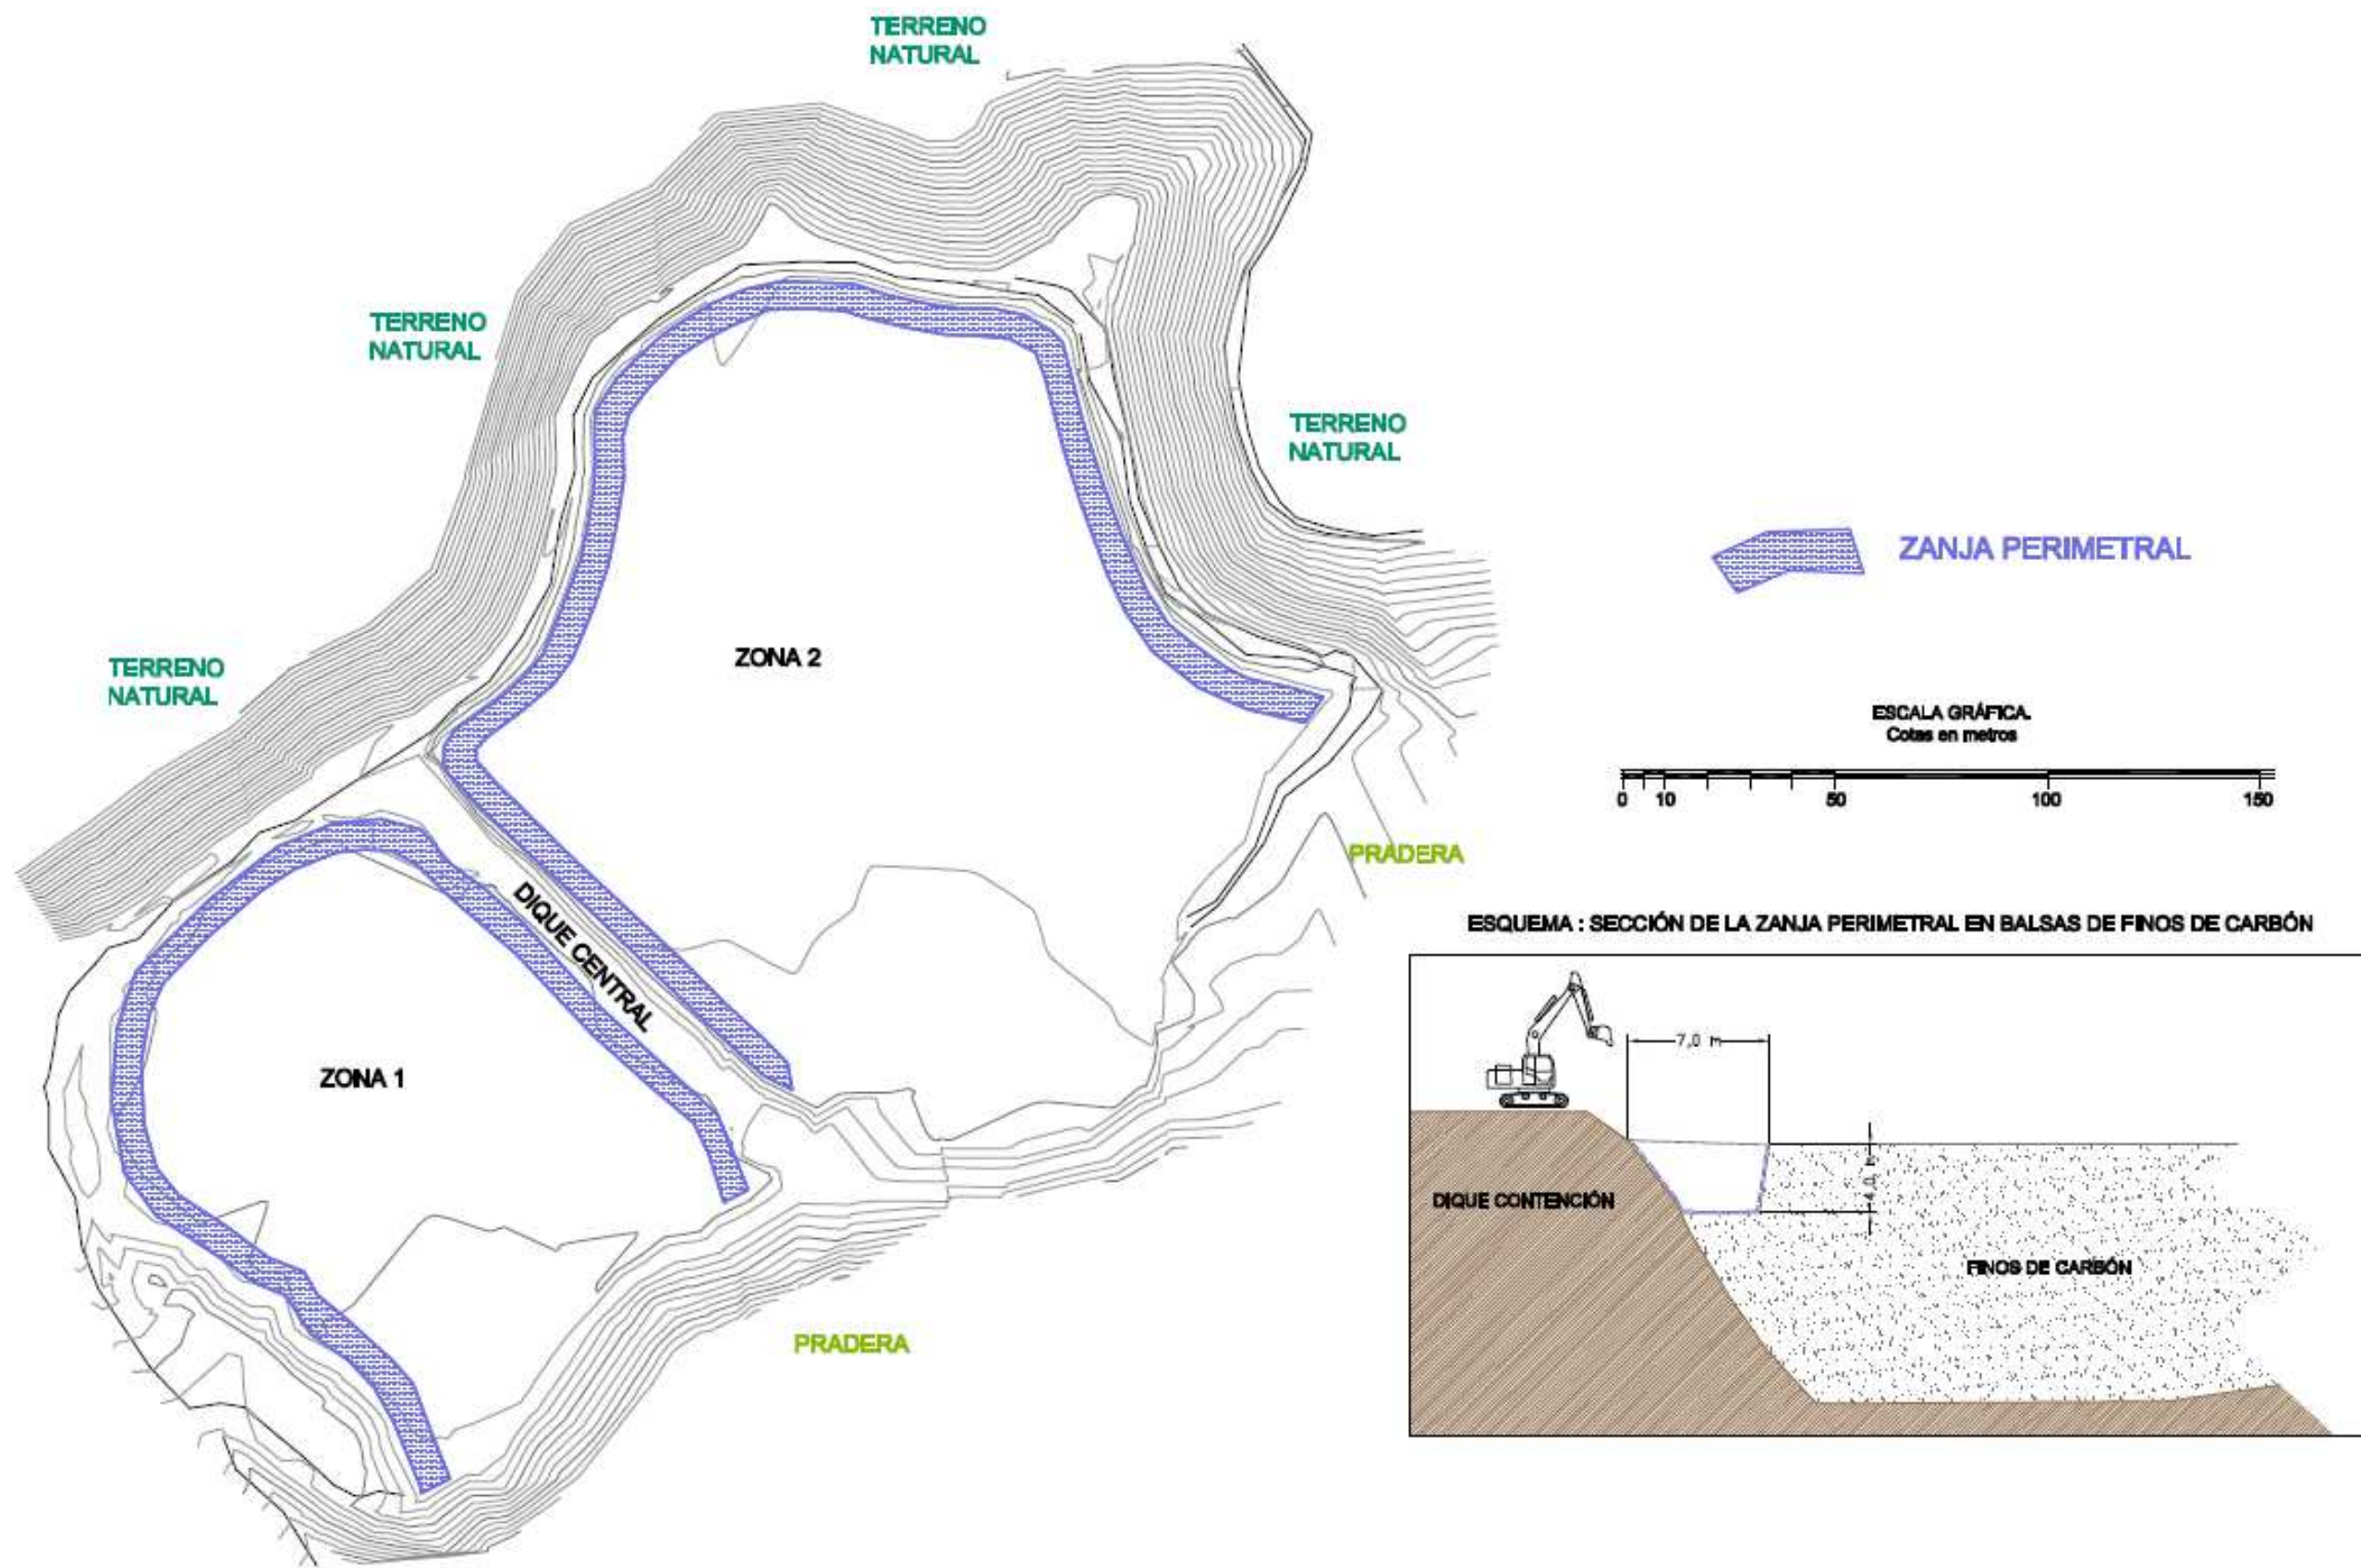 TERRENO
NATURAL
TERRENO
NATURAL
TERRENO
NATURAL
ZANJA PERIMETRAL
ZONA 2
TERRENO
NATURAL
ESCALA GRÁFICA.
Cotas en metros
0 10 50 100 150
PRADERA
DIQUE CENTRAL
ESQUEMA : SECCIÓN DE LA ZANJA PERIMETRAL EN BALSAS DE FINOS DE CARBÓN
7,0 m
ZONA 1
4,0 m
DIQUE CONTENCIÓN
FINOS DE CARBÓN
PRADERA